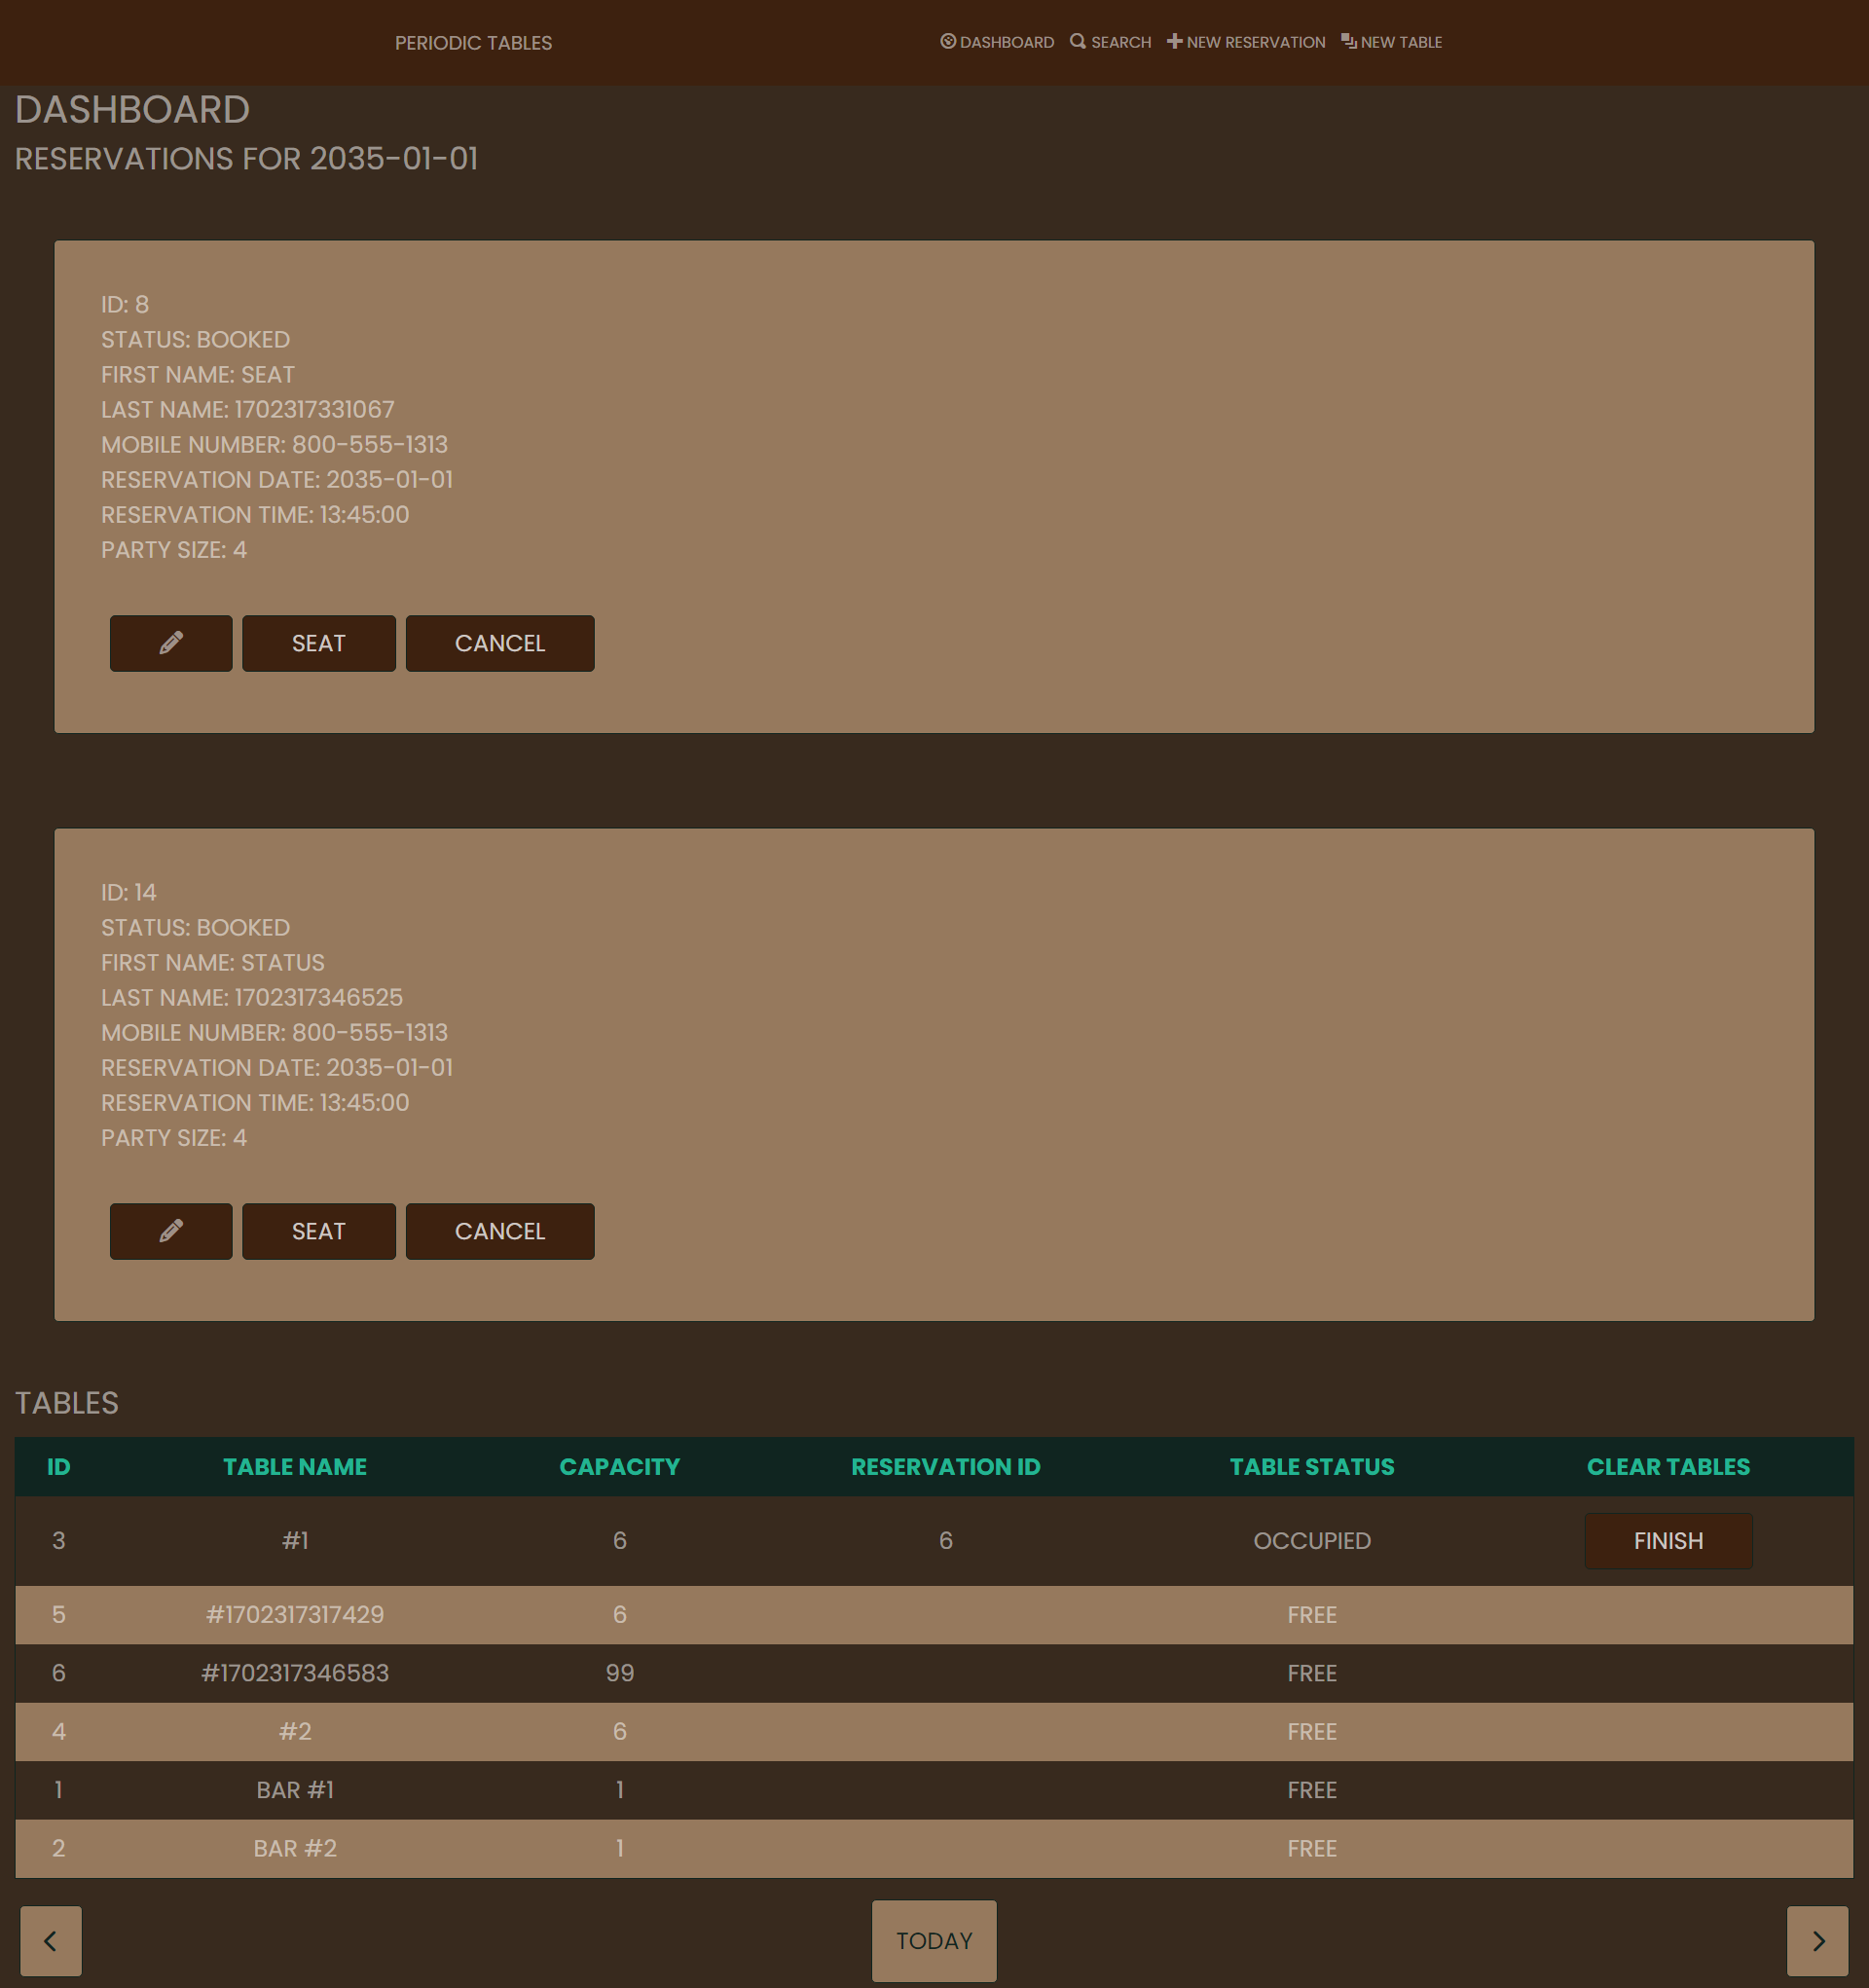 PERIODIC TABLES
DASHBOARD SEARCH NEW RESERVATION NEW TABLE
DASHBOARD
RESERVATIONS FOR 2035-01-01
ID: 8
STATUS: BOOKED
FIRST NAME: SEAT
LAST NAME: 1702317331067
MOBILE NUMBER: 800-555-1313
RESERVATION DATE: 2035-01-01
RESERVATION TIME: 13:45:00
PARTY SIZE: 4
SEAT CANCEL
ID: 14
STATUS: BOOKED
FIRST NAME: STATUS
LAST NAME: 1702317346525
MOBILE NUMBER: 800-555-1313
RESERVATION DATE: 2035-01-01
RESERVATION TIME: 13:45:00
PARTY SIZE: 4
SEAT CANCEL
TABLES
ID TABLE NAME CAPACITY RESERVATION ID TABLE STATUS CLEAR TABLES
3 #1 6 6 OCCUPIED FINISH
5 #1702317317429 6 FREE
6 #1702317346583 99 FREE
4 #2 6 FREE
1 BAR #1 1 FREE
2 BAR #2 1 FREE
TODAY